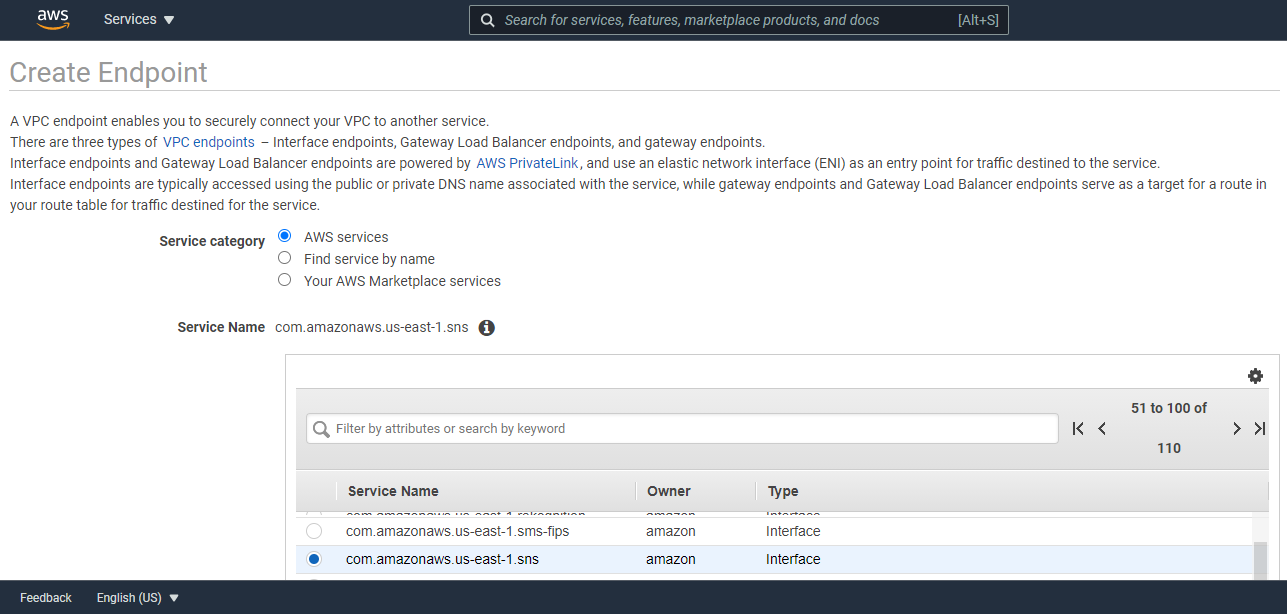 aws Services Search for services, features, marketplace products, and docs [Alt+S]
Create Endpoint
A VPC endpoint enables you to securely connect your VPC to another service.
There are three types of VPC endpoints – Interface endpoints, Gateway Load Balancer endpoints, and gateway endpoints.
Interface endpoints and Gateway Load Balancer endpoints are powered by AWS PrivateLink, and use an elastic network interface (ENI) as an entry point for traffic destined to the service.
Interface endpoints are typically accessed using the public or private DNS name associated with the service, while gateway endpoints and Gateway Load Balancer endpoints serve as a target for a route in
your route table for traffic destined for the service.
Service category AWS services
Find service by name
Your AWS Marketplace services
Service Name com.amazonaws.us-east-1.sns
51 to 100 of
Filter by attributes or search by keyword
110
Service Name Owner Type
com.amazonaws.us-east-1.rekognition amazon Interface
com.amazonaws.us-east-1.sms-fips amazon Interface
com.amazonaws.us-east-1.sns amazon Interface
Feedback English (US)